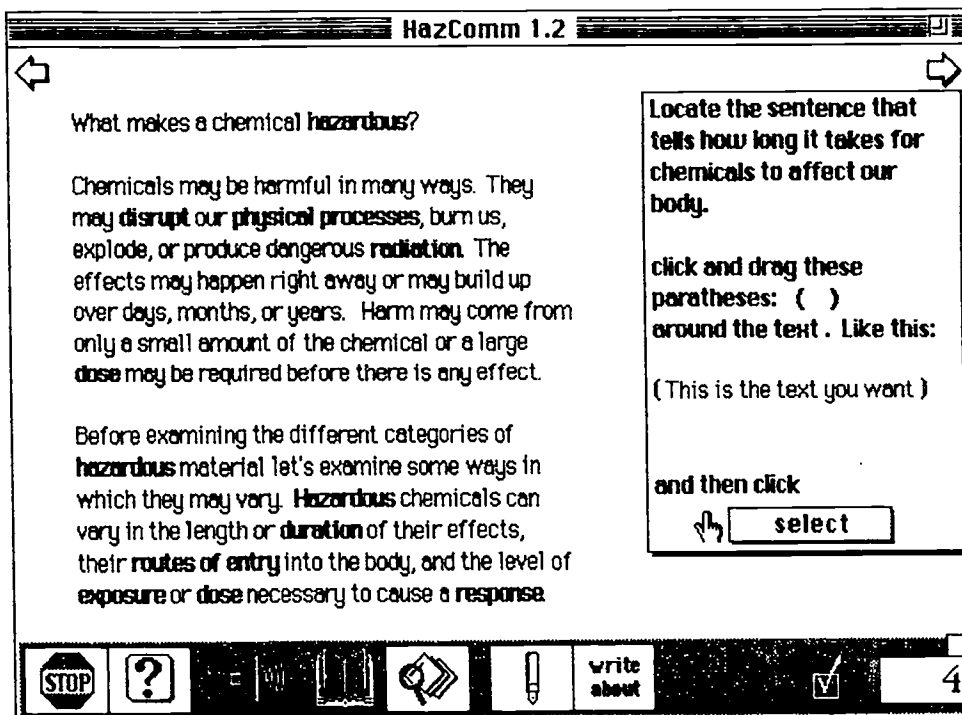 HazComm 1.2
What makes a chemical hazardous?
Chemicals may be harmful in many ways. They
may disrupt our physical processes, burn us,
explode, or produce dangerous radiation. The
effects may happen right away or may build up
over days, months, or years. Harm may come from
only a small amount of the chemical or a large
dose may be required before there is any effect.
Before examining the different categories of
hazardous material let's examine some ways in
which they may vary. Hazardous chemicals can
vary in the length or duration of their effects,
their routes of entry into the body, and the level of
exposure or dose necessary to cause a response.
Locate the sentence that
tells how long it takes for
chemicals to affect our
body.
click and drag these
paratheses: ( )
around the text . Like this:
( This is the text you want )
and then click
select
STOP
?
write
about
4